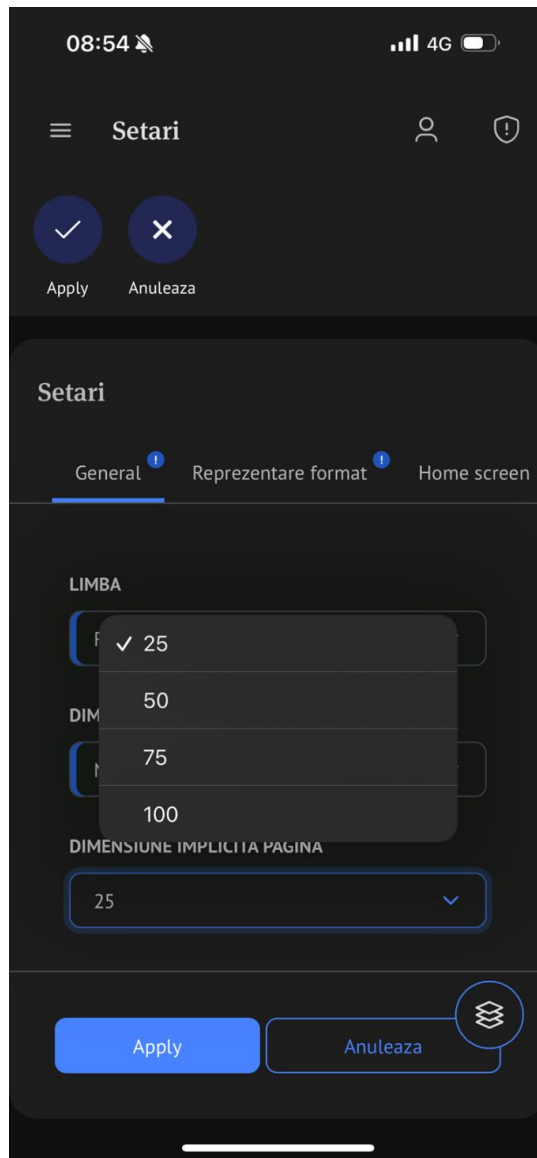 08:54
4G
Setari
Apply Anuleaza
Setari
General Reprezentare format Home screen
LIMBA
25
50
75
100
DIMENSIUNE IMPLICITA PAGINA
25
Apply Anuleaza